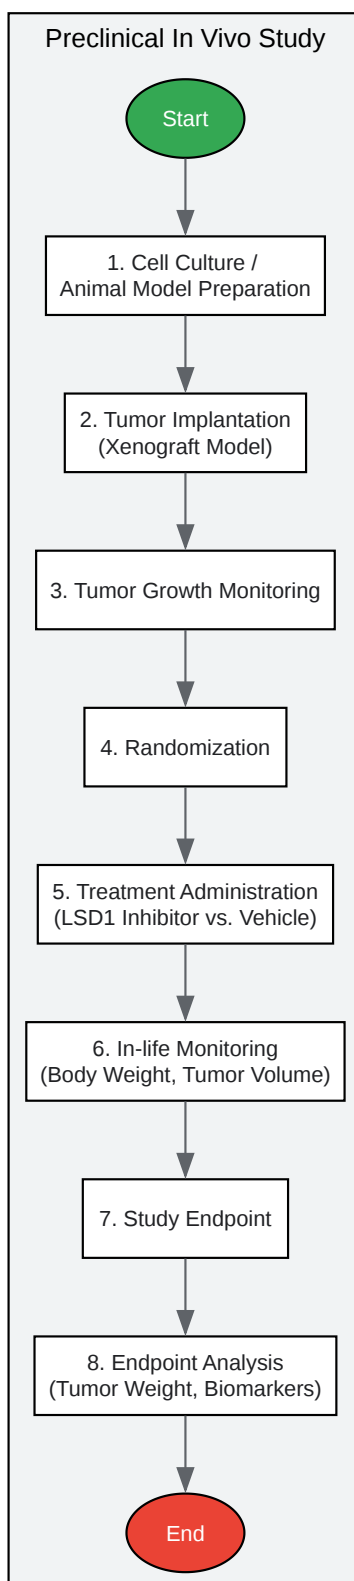 Preclinical In Vivo Study
Start
1. Cell Culture /
Animal Model Preparation
2. Tumor Implantation
(Xenograft Model)
3. Tumor Growth Monitoring
4. Randomization
5. Treatment Administration
(LSD1 Inhibitor vs. Vehicle)
6. In-life Monitoring
(Body Weight, Tumor Volume)
7. Study Endpoint
8. Endpoint Analysis
(Tumor Weight, Biomarkers)
End